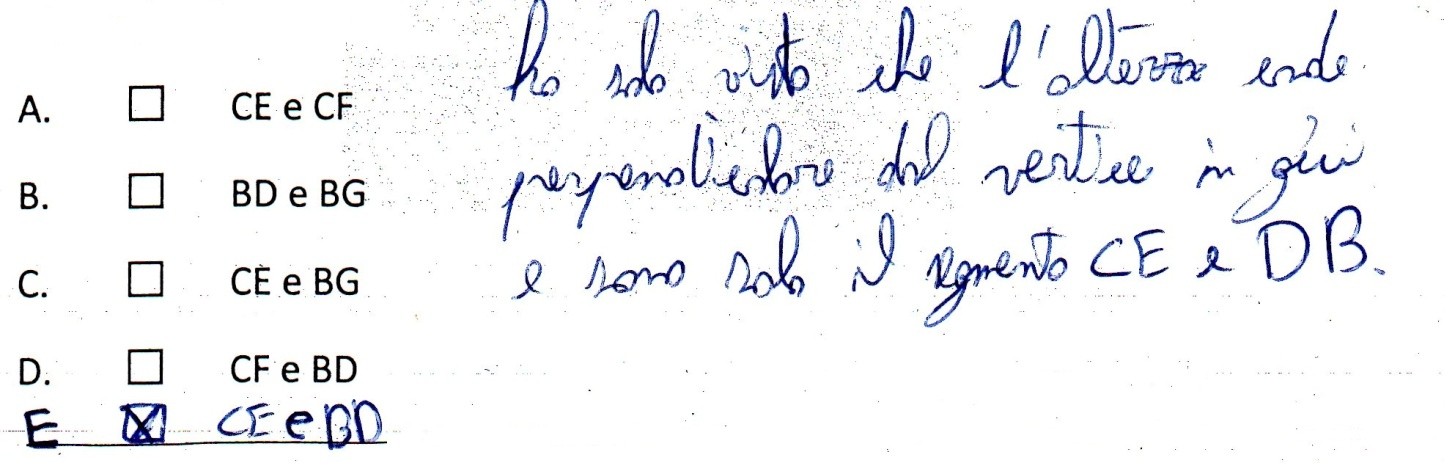 ho solo visto che l'altezza cade
A. CE e CF
perpendicolare dal vertice in giù
B. BD e BG
e sono solo il segmento CE e DB.
C. CE e BG
D. CF e BD
E CE e BD